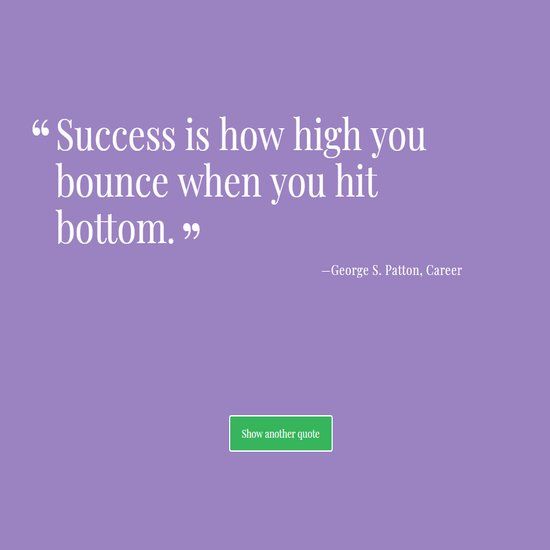 “Success is how high you
bounce when you hit
bottom.”
—George S. Patton, Career
Show another quote